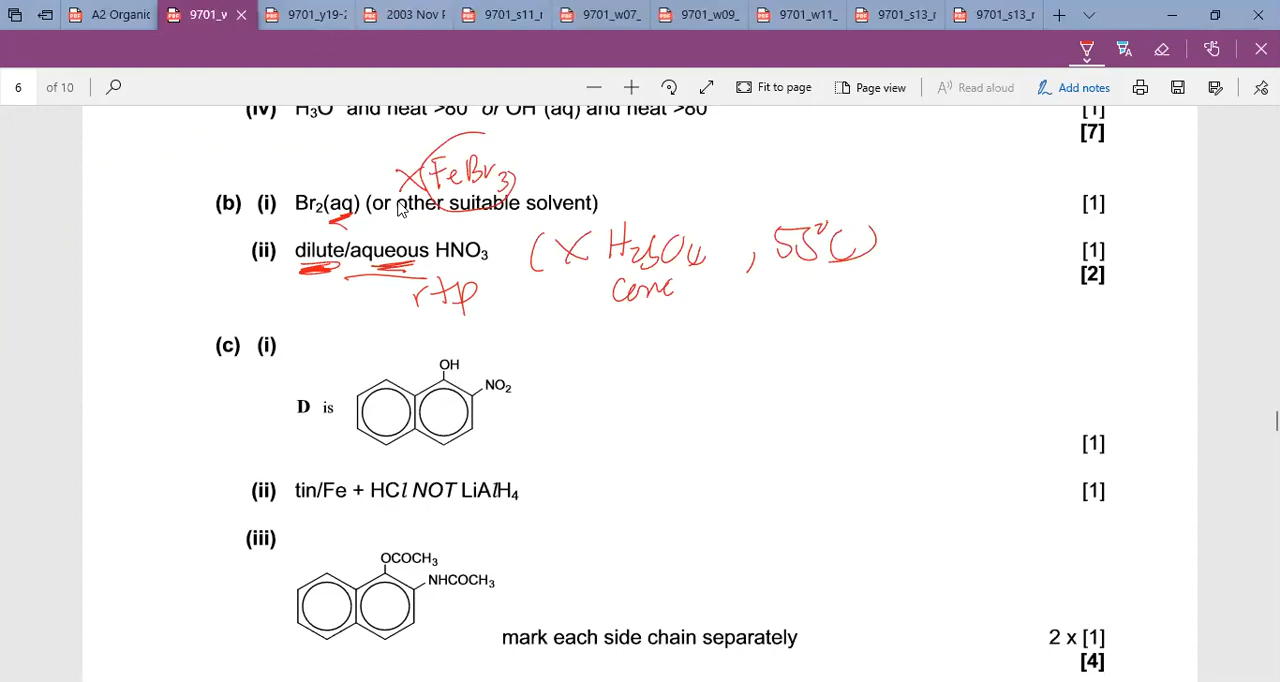 A2 Organi
9701_v
9701_y19-2
2003 Nov F
9701_s11_r
9701_w07_
9701_w09_
9701_w11_
9701_s13_r
9701_s13_r
6 of 10
Fit to page
Page view
Read aloud
Add notes
(iv) H₃O⁺ and heat >80° or OH⁻(aq) and heat >80° [1]
[7]
X(FeBr₃)
(b) (i) Br₂(aq) (or other suitable solvent) [1]
(ii) dilute/aqueous HNO₃ (X H₂SO₄, 55°C) [1]
rtp conc [2]
(c) (i)
OH
NO₂
D is
[1]
(ii) tin/Fe + HCl NOT LiAlH₄ [1]
(iii)
OCOCH₃
NHCOCH₃
mark each side chain separately 2 x [1]
[4]